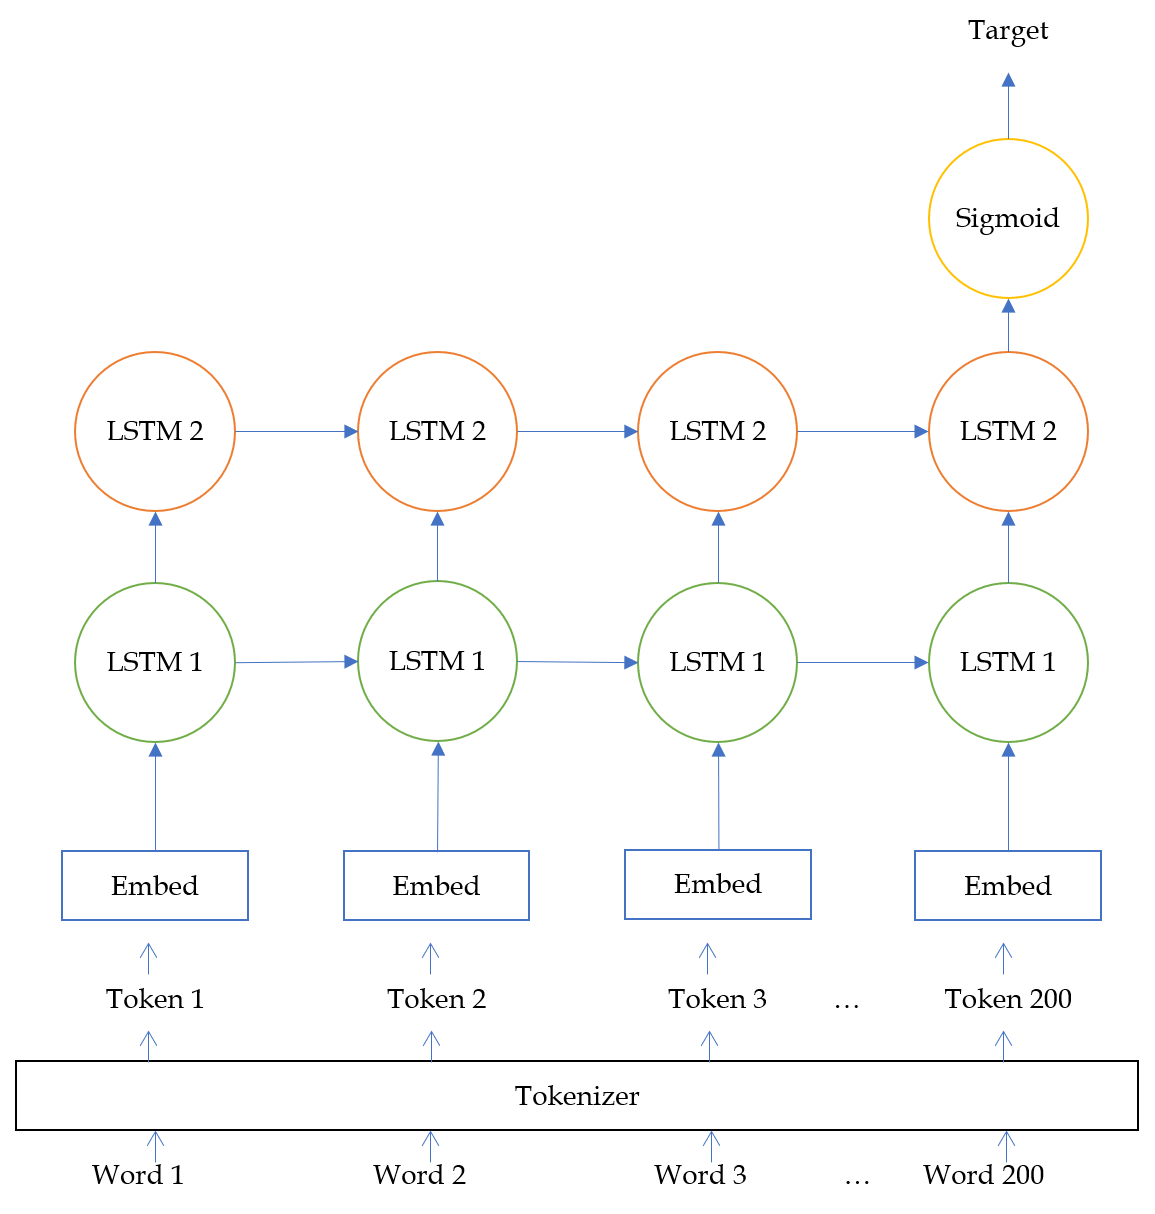 Target
Sigmoid
LSTM 2 LSTM 2 LSTM 2 LSTM 2
LSTM 1 LSTM 1 LSTM 1 LSTM 1
Embed Embed Embed Embed
Token 1 Token 2 Token 3 ... Token 200
Tokenizer
Word 1 Word 2 Word 3 ... Word 200